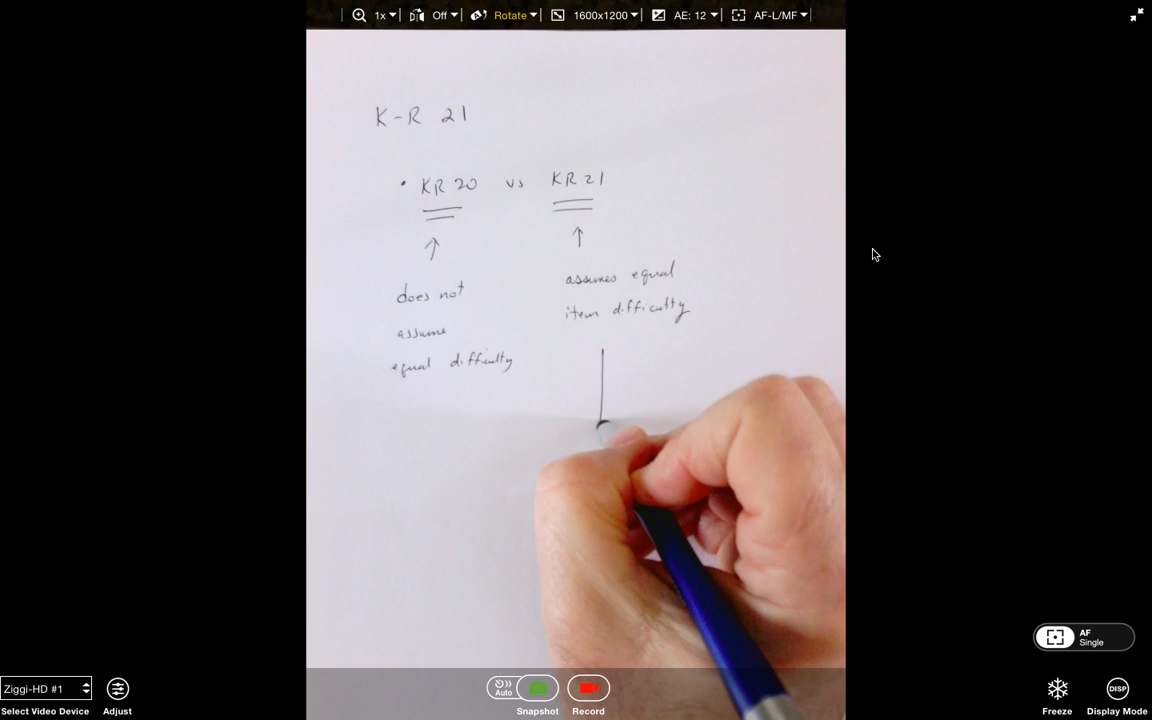 1x
Off
Rotate
1600x1200
AE: 12
AF-L/MF
K-R 21
• KR 20 vs KR 21
does not
assume
equal difficulty
assumes equal
item difficulty
AF
Single
Ziggi-HD #1
Select Video Device
Adjust
Auto
Snapshot
Record
Freeze
DISP
Display Mode